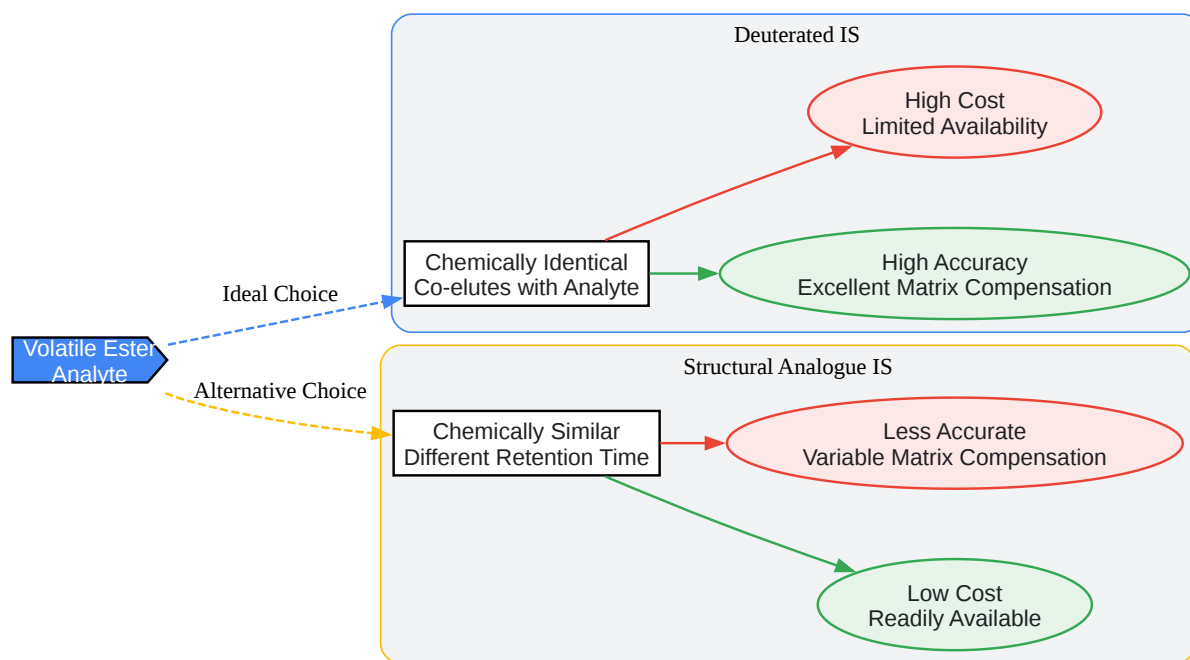 Deuterated IS
High Cost
Limited Availability
Chemically Identical
Co-elutes with Analyte
High Accuracy
Excellent Matrix Compensation
Ideal Choice
Volatile Ester
Analyte
Alternative Choice
Structural Analogue IS
Chemically Similar
Different Retention Time
Less Accurate
Variable Matrix Compensation
Low Cost
Readily Available